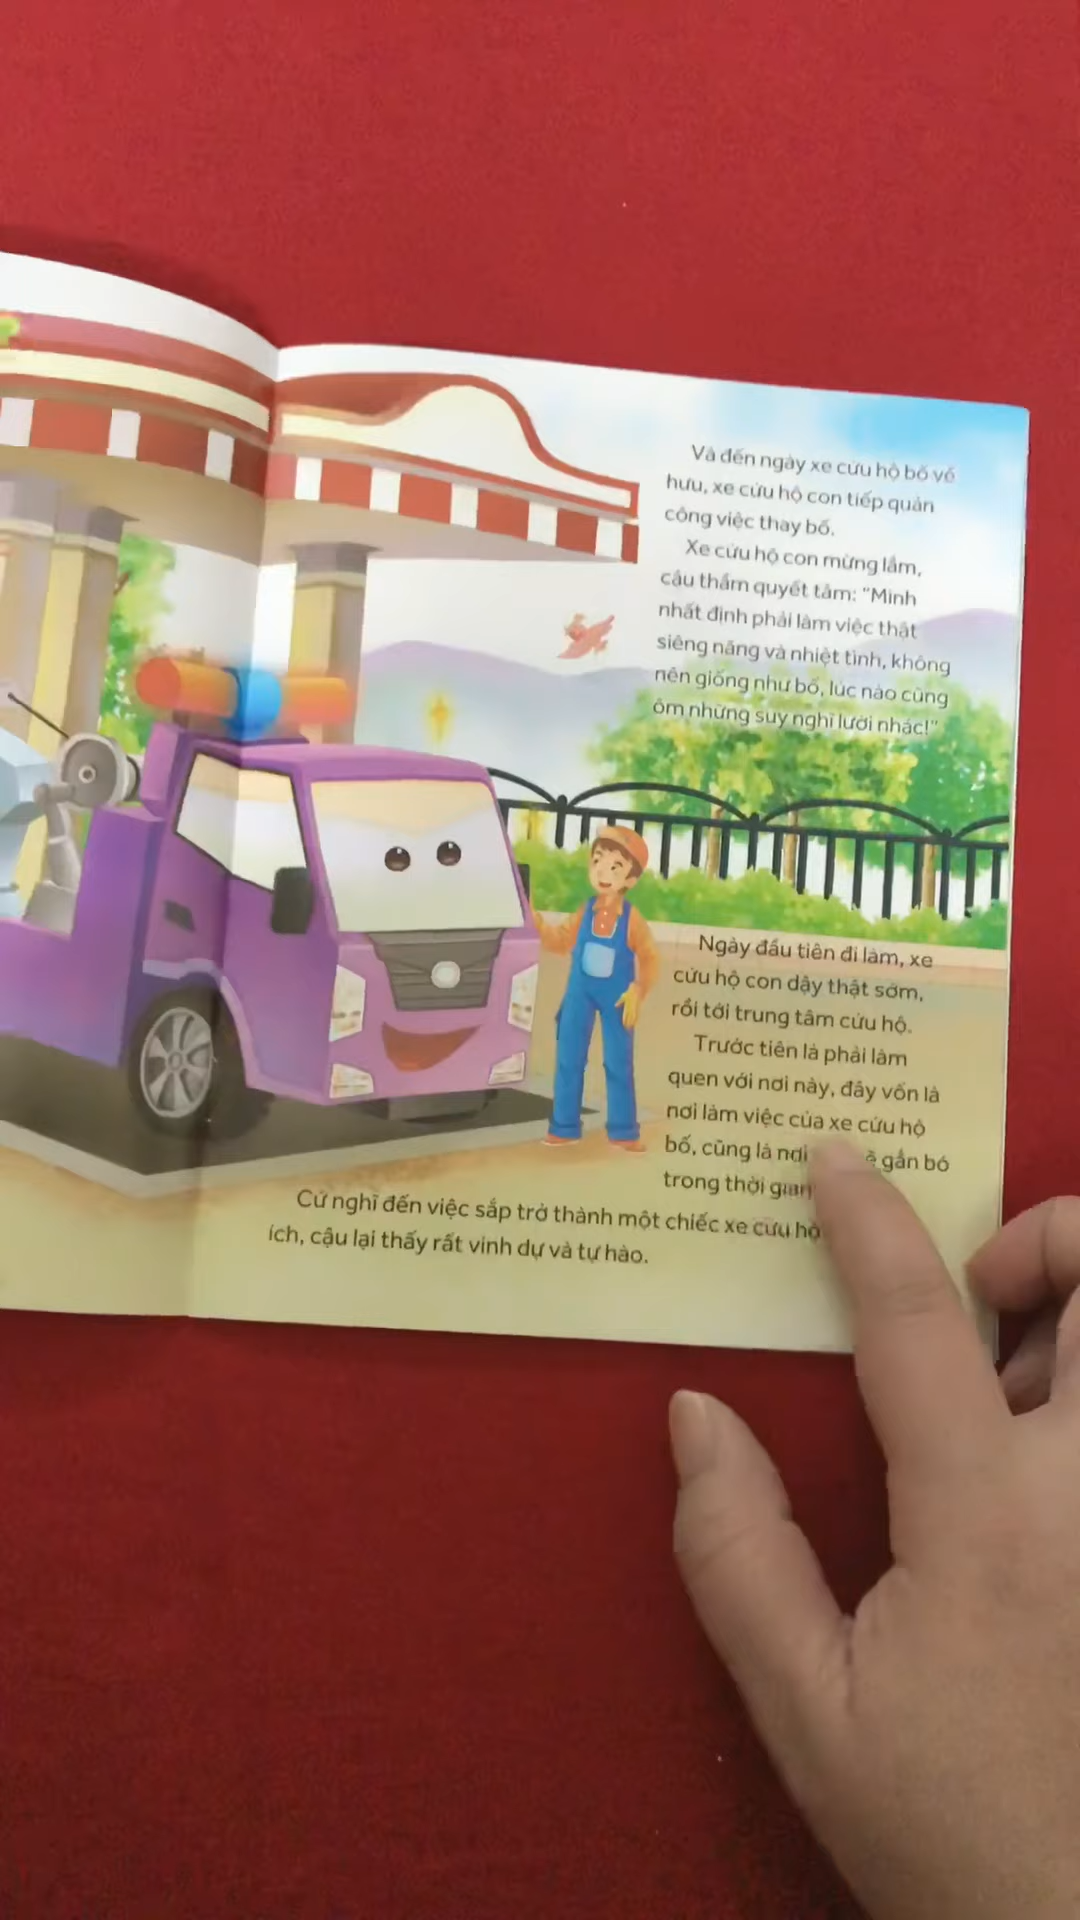 Và đến ngày xe cứu hộ bố về
hưu, xe cứu hộ con tiếp quản
công việc thay bố.
Xe cứu hộ con mừng lắm,
cậu thầm quyết tâm: "Mình
nhất định phải làm việc thật
siêng năng và nhiệt tình, không
nên giống như bố, lúc nào cũng
ôm những suy nghĩ lười nhác!"
Ngày đầu tiên đi làm, xe
cứu hộ con dậy thật sớm,
rồi tới trung tâm cứu hộ.
Trước tiên là phải làm
quen với nơi này, đây vốn là
nơi làm việc của xe cứu hộ
bố, cũng là nơi gắn bó
trong thời gian
Cứ nghĩ đến việc sắp trở thành một chiếc xe cứu hộ
ích, cậu lại thấy rất vinh dự và tự hào.